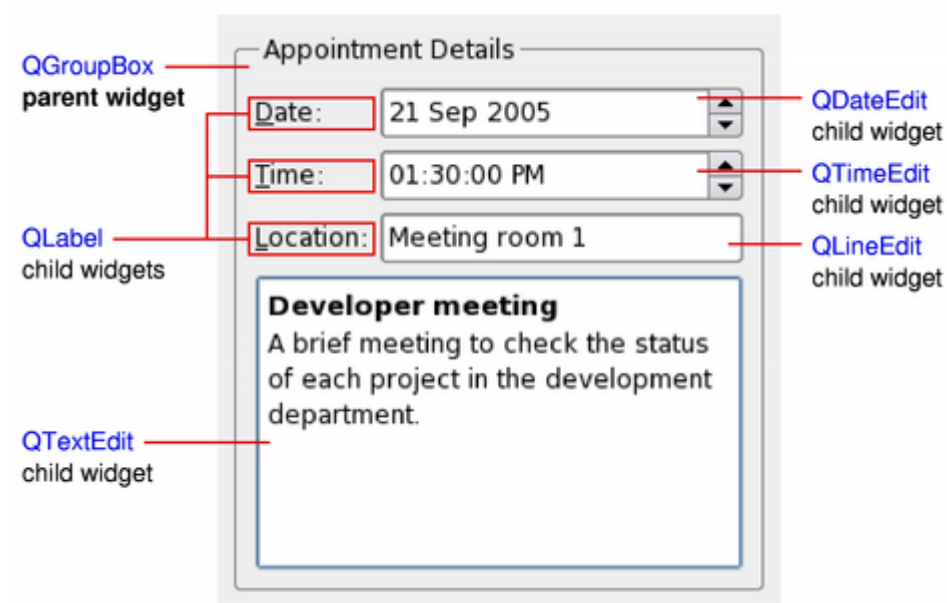 Appointment Details
QGroupBox
parent widget
Date:
21 Sep 2005
QDateEdit
child widget
Time:
01:30:00 PM
QTimeEdit
child widget
QLabel
child widgets
Location:
Meeting room 1
QLineEdit
child widget
Developer meeting
A brief meeting to check the status
of each project in the development
department.
QTextEdit
child widget